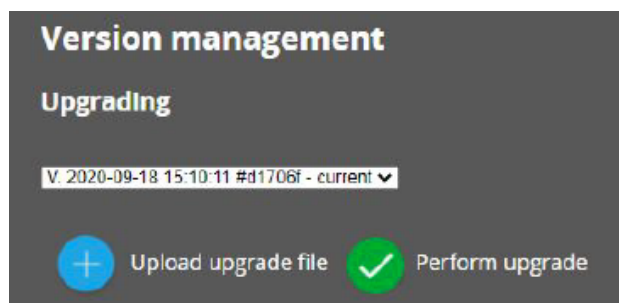 Version management
Upgrading
V. 2020-09-18 15:10:11 #d1706f - current
Upload upgrade file
Perform upgrade